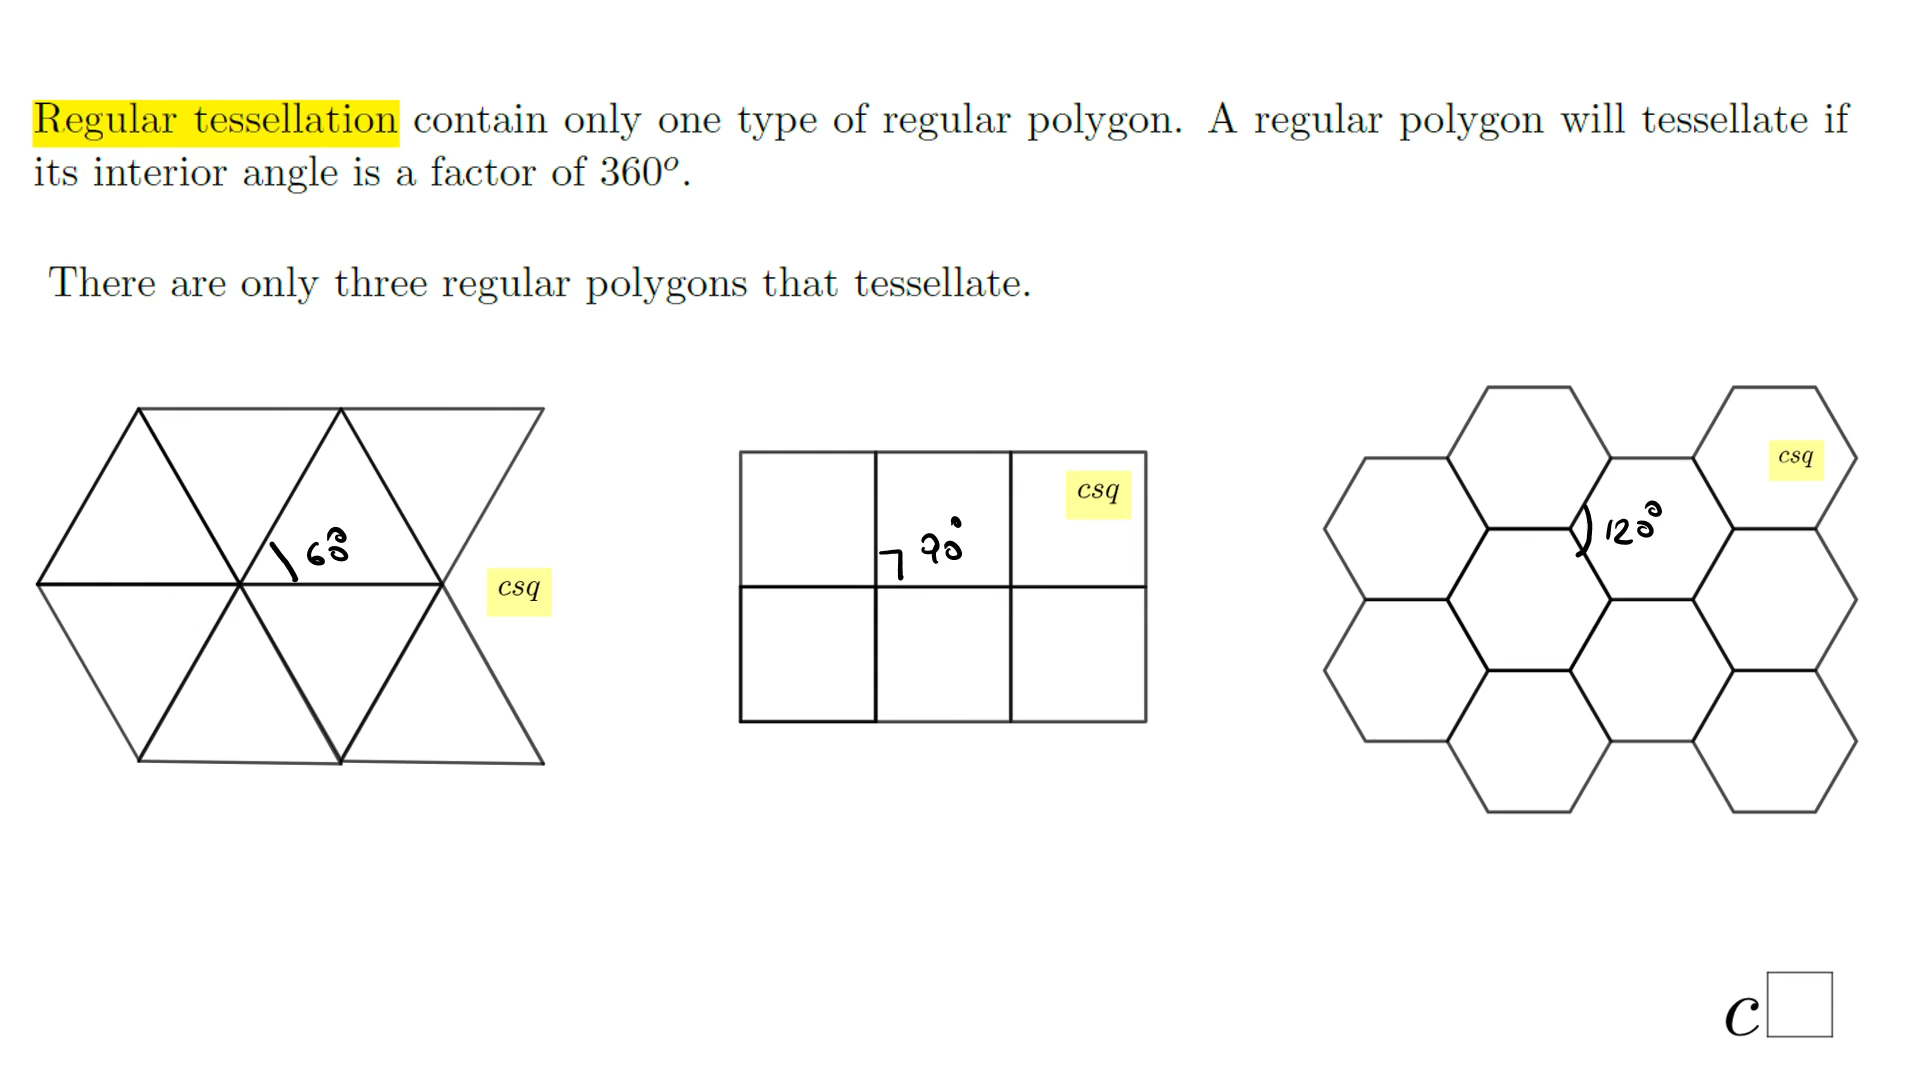 Regular tessellation contain only one type of regular polygon. A regular polygon will tessellate if
its interior angle is a factor of 360°.
There are only three regular polygons that tessellate.
60°
csq
csq
90°
csq
120°
c